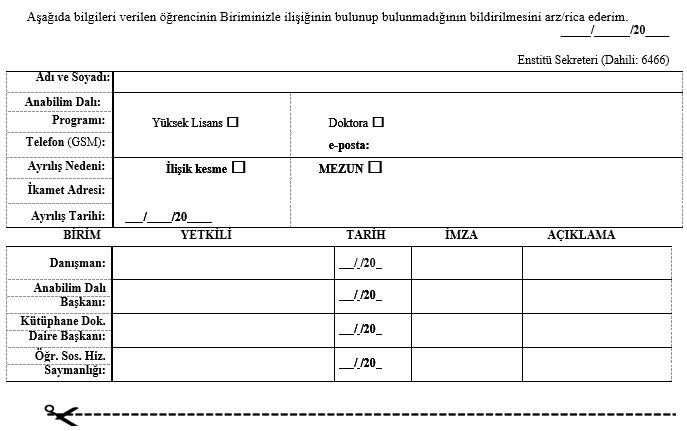 Aşağıda bilgileri verilen öğrencinin Biriminizle ilişiğinin bulunup bulunmadığının bildirilmesini arz/rica ederim.
____/_____/20____
Enstitü Sekreteri (Dahili: 6466)
Adı ve Soyadı:
Anabilim Dalı:
Programı: Yüksek Lisans ☐ Doktora ☐
Telefon (GSM): e-posta:
Ayrılış Nedeni: İlişik kesme ☐ MEZUN ☐
İkamet Adresi:
Ayrılış Tarihi: ___/____/20____
BİRİM YETKİLİ TARİH İMZA AÇIKLAMA
Danışman: __/_/20_
Anabilim Dalı
Başkanı: __/_/20_
Kütüphane Dok.
Daire Başkanı: __/_/20_
Öğr. Sos. Hiz.
Saymanlığı: __/_/20_